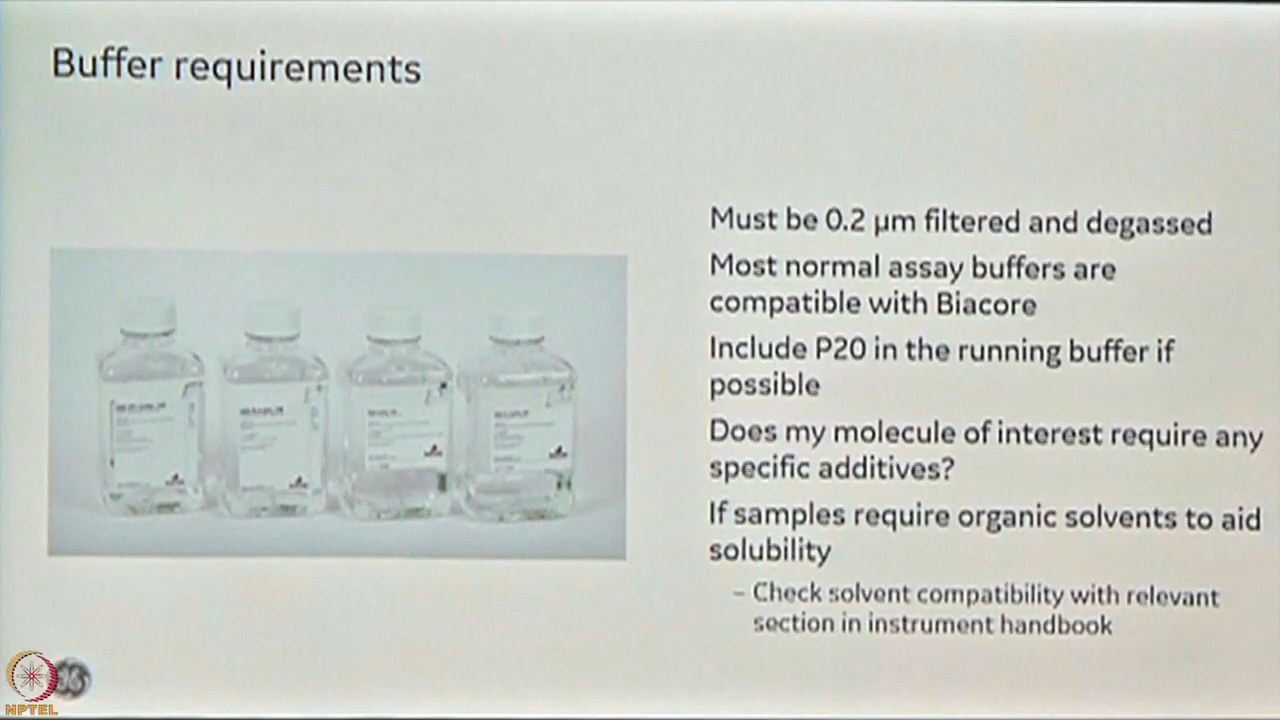 Buffer requirements
Must be 0.2 µm filtered and degassed
Most normal assay buffers are
compatible with Biacore
Include P20 in the running buffer if
possible
Does my molecule of interest require any
specific additives?
If samples require organic solvents to aid
solubility
– Check solvent compatibility with relevant
section in instrument handbook
NPTEL